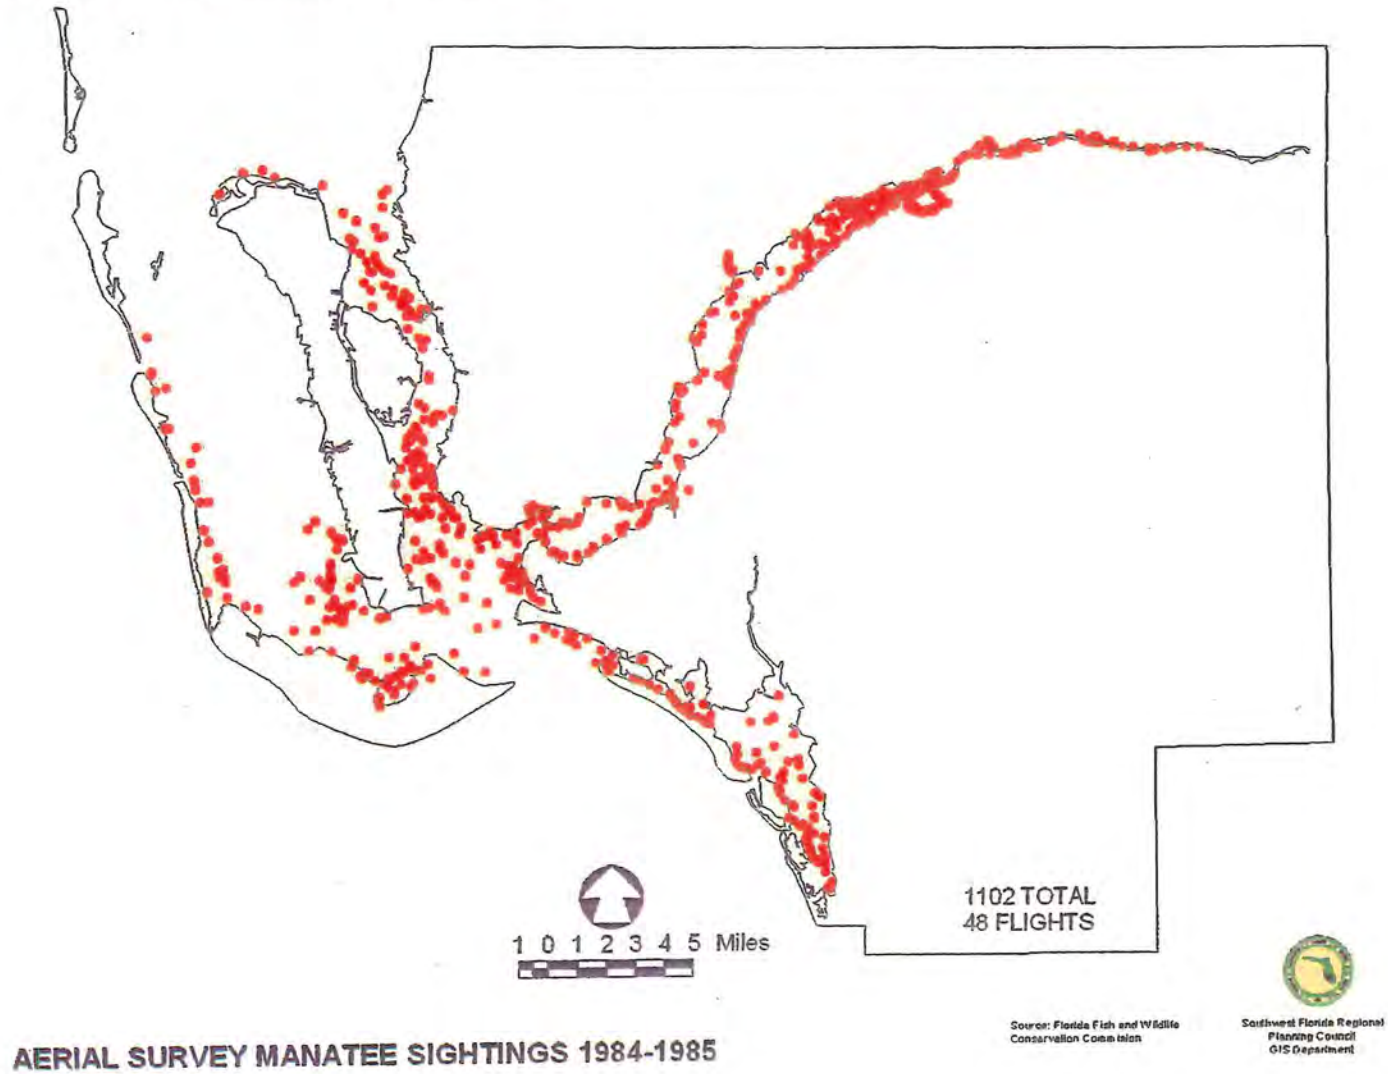 1102 TOTAL
48 FLIGHTS
1 0 1 2 3 4 5 Miles
Source: Florida Fish and Wildlife
Conservation Commission
Southwest Florida Regional
Planning Council
GIS Department
AERIAL SURVEY MANATEE SIGHTINGS 1984-1985